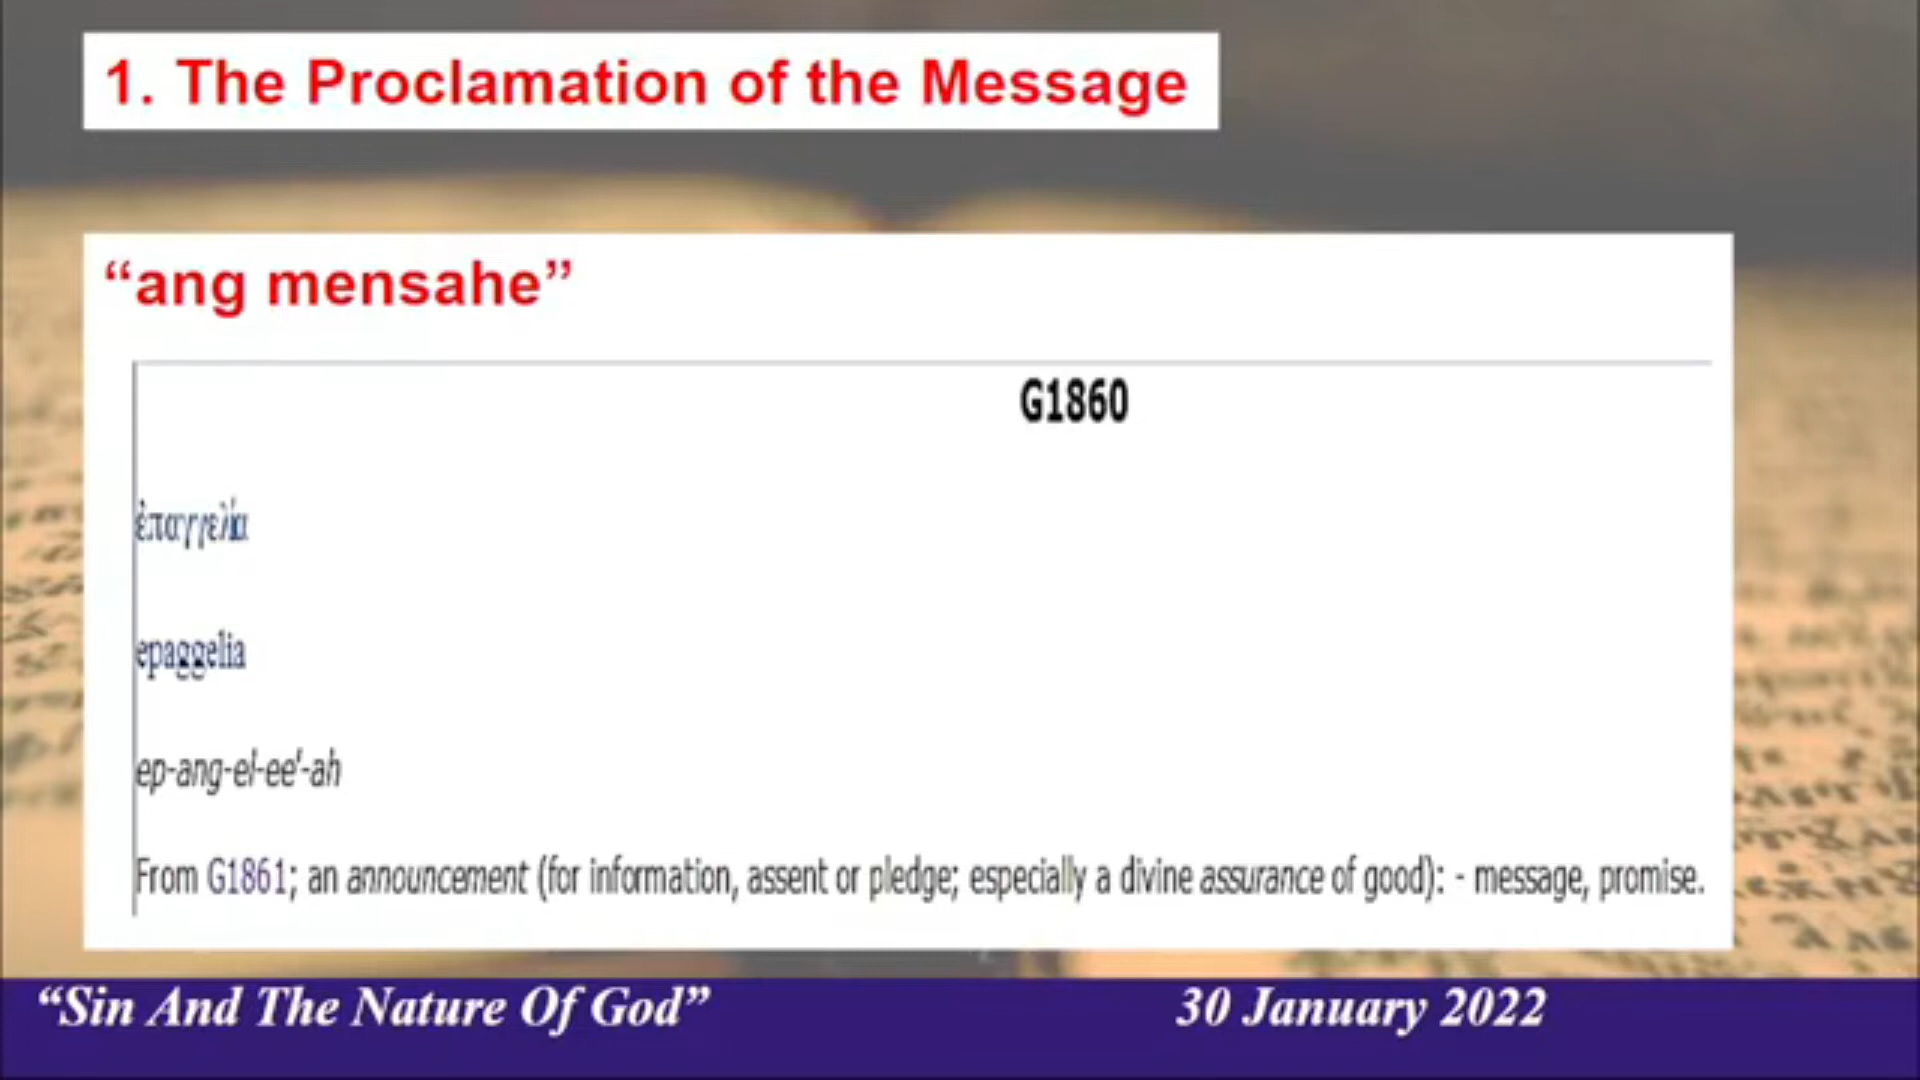 1. The Proclamation of the Message
“ang mensahe”
G1860
ἐπαγγελία
epaggelia
ep-ang-el-ee'-ah
From G1861; an announcement (for information, assent or pledge; especially a divine assurance of good): - message, promise.
“Sin And The Nature Of God”
30 January 2022